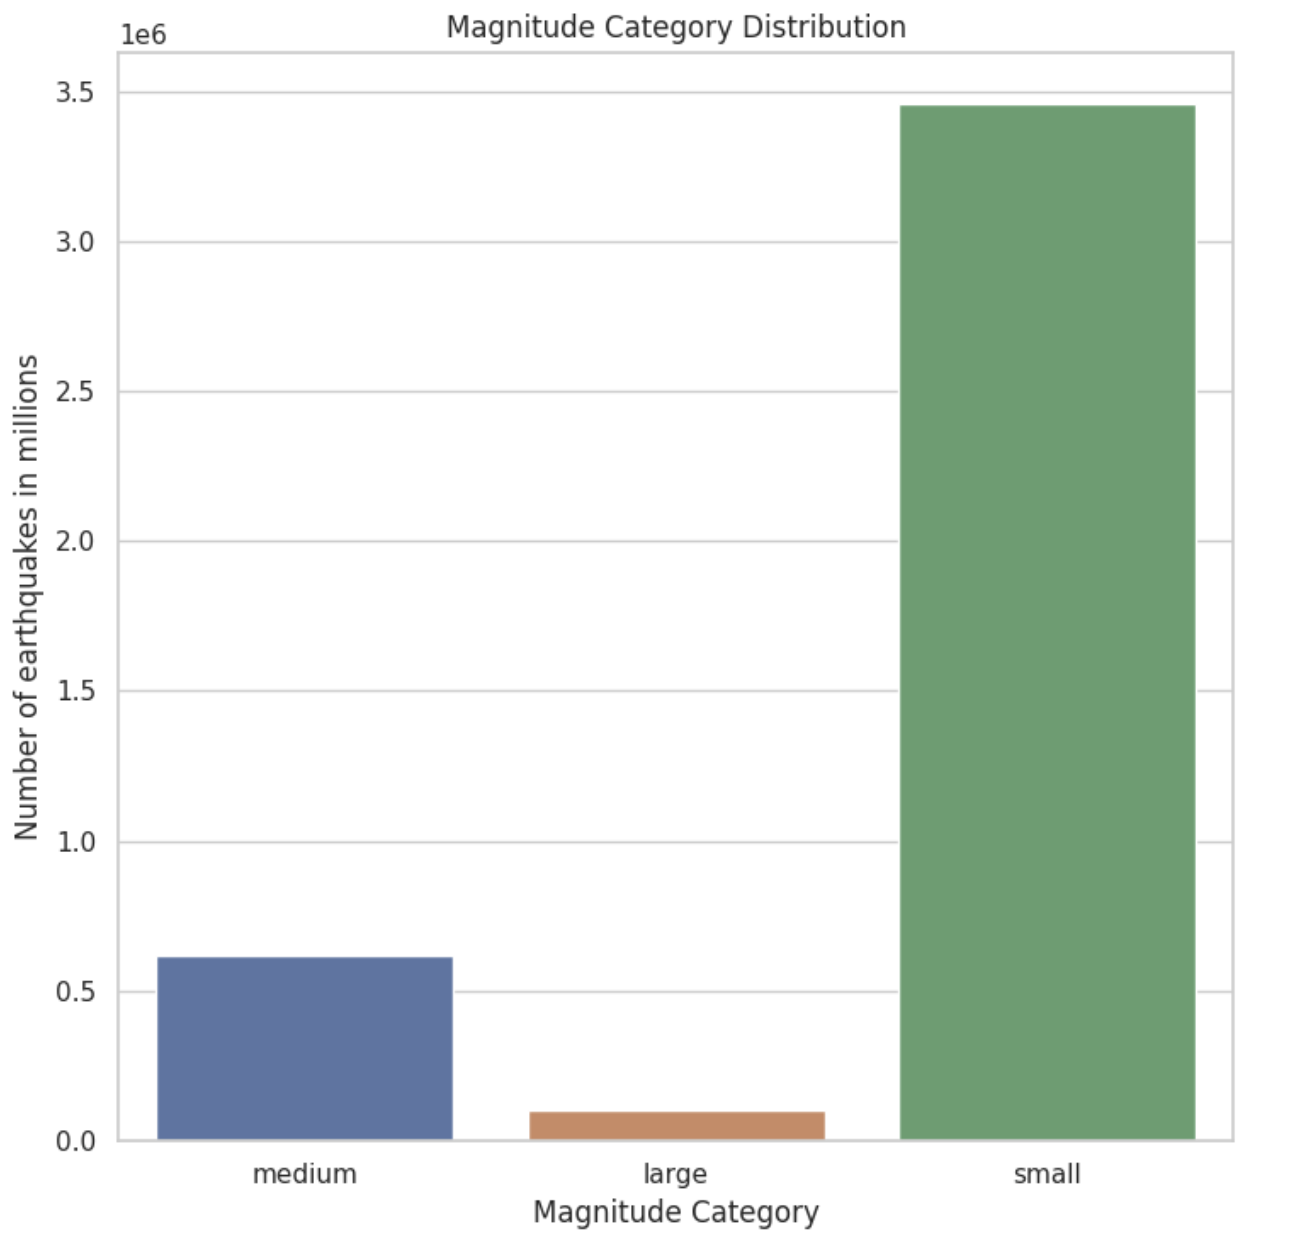 Magnitude Category Distribution
1e6
3.5
3.0
2.5
2.0
1.5
1.0
0.5
0.0
Number of earthquakes in millions
medium large small
Magnitude Category